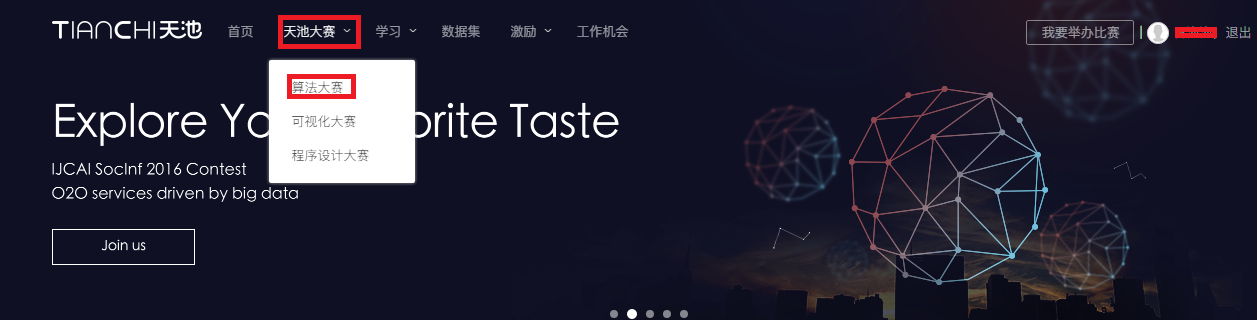 TIANCHI天池 首页 天池大赛 学习 数据集 激励 工作机会 我要举办比赛 退出
算法大赛
可视化大赛
程序设计大赛
Explore Yo orite Taste
IJCAI SocInf 2016 Contest
O2O services driven by big data
Join us